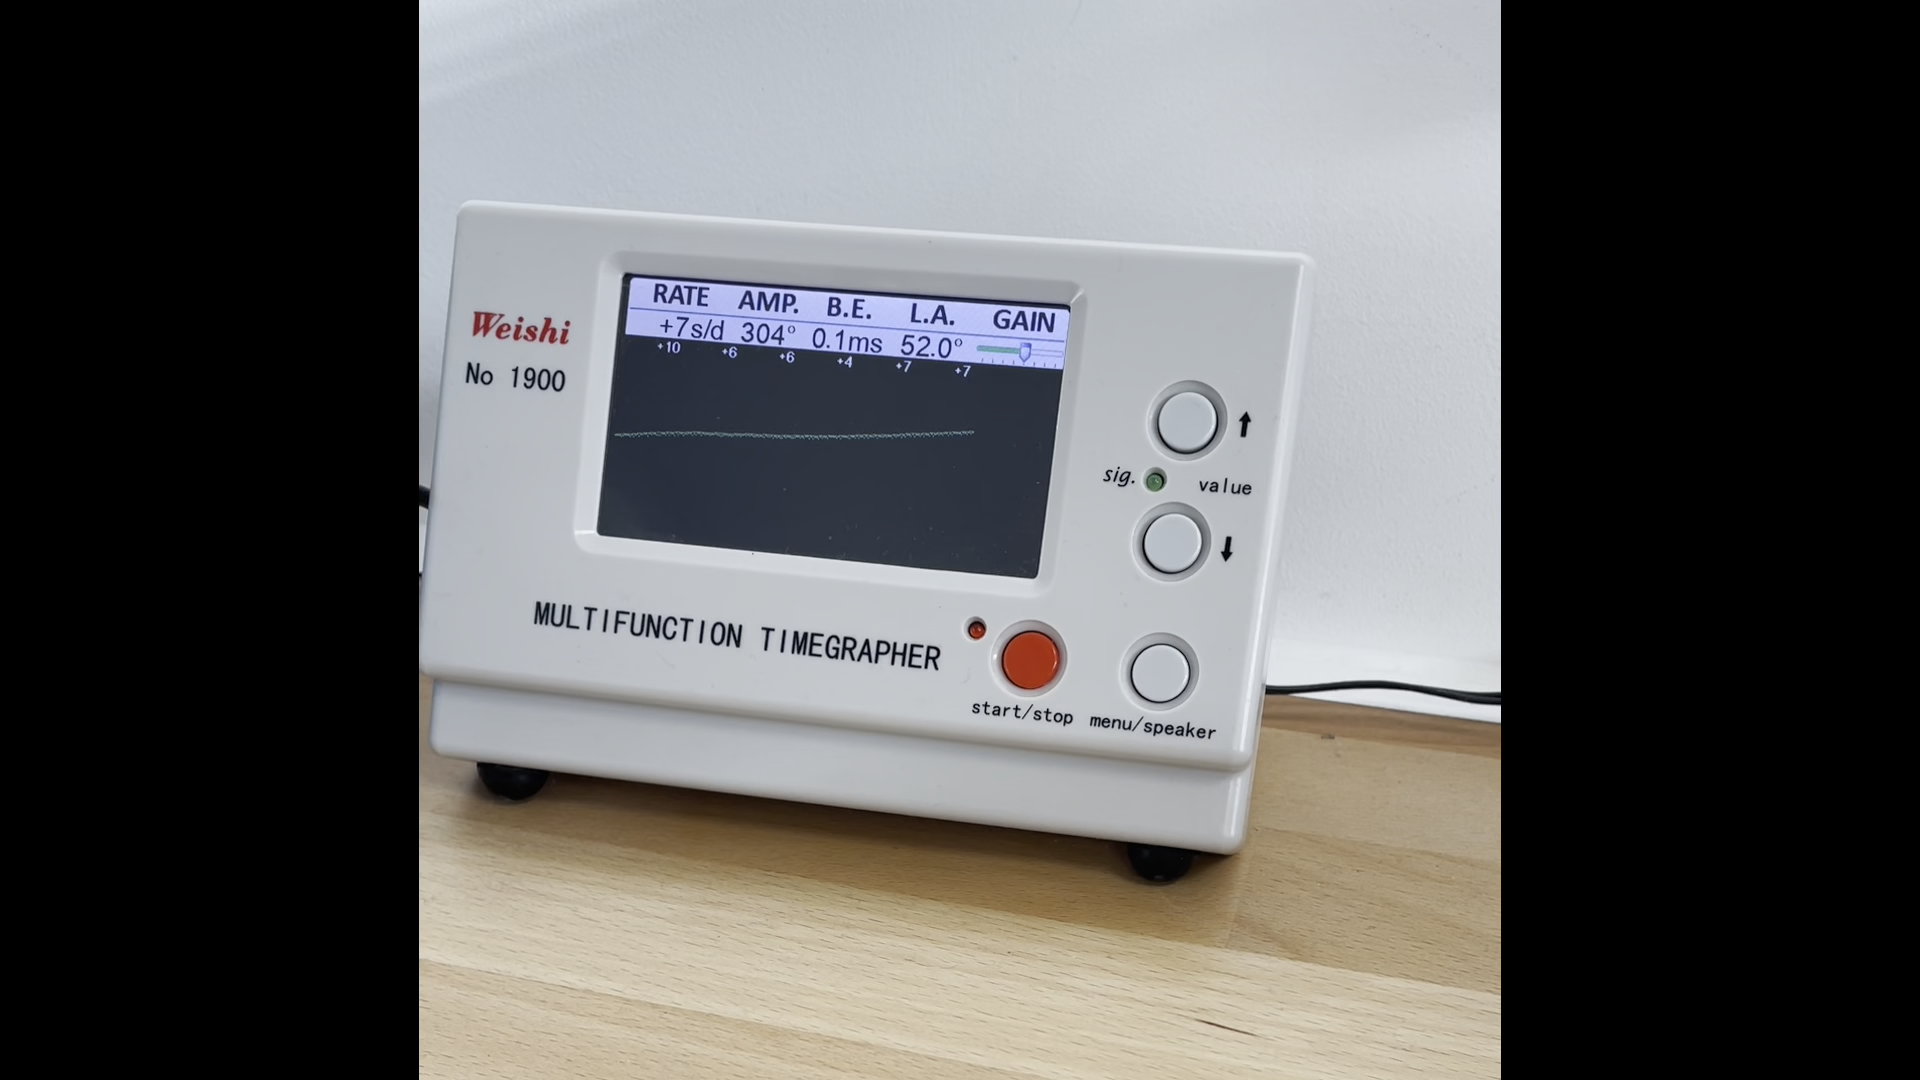 RATE AMP. B.E. L.A. GAIN
+7s/d 304° 0.1ms 52.0°
+10 +6 +6 +4 +7 +7
Weishi
No 1900
sig.
value
MULTIFUNCTION TIMEGRAPHER
start/stop menu/speaker